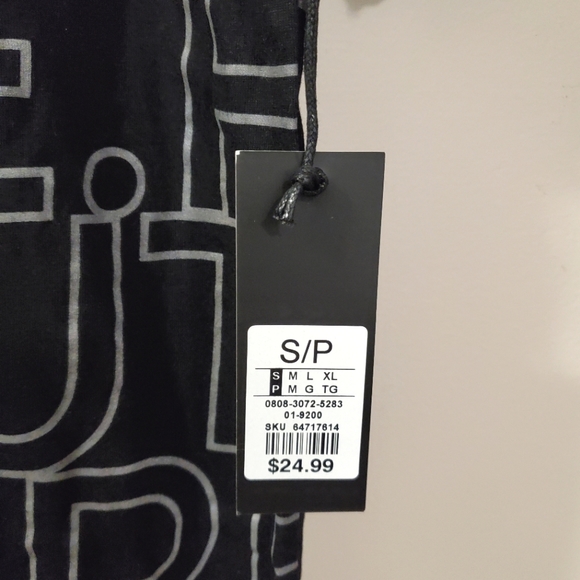 S/P
S M L XL
P M G TG
0808-3072-5283
01-9200
SKU 64717614
$24.99